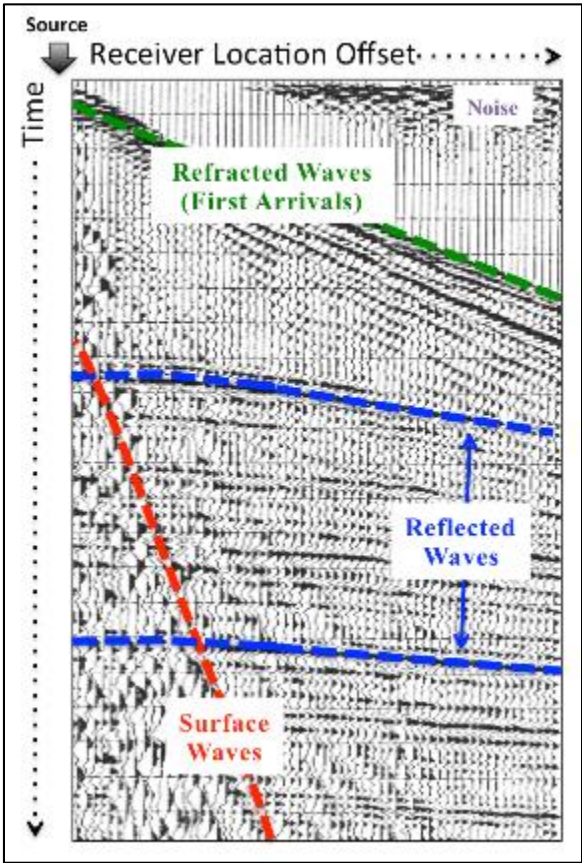 Source
Receiver Location Offset
Time
Noise
Refracted Waves
(First Arrivals)
Reflected
Waves
Surface
Waves